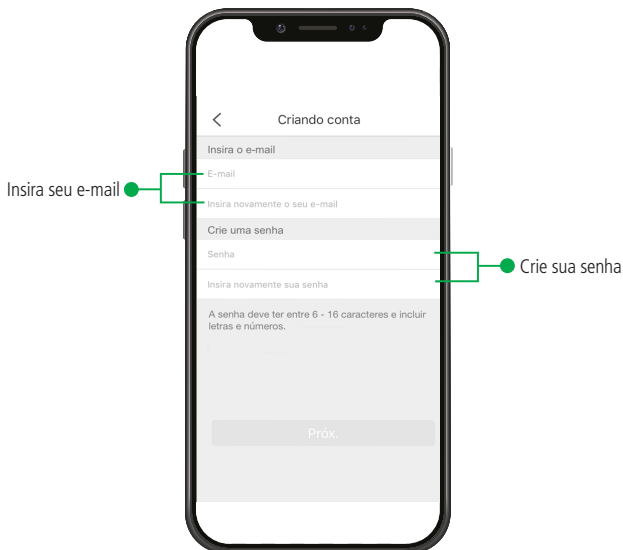 Criando conta
Insira o e-mail
E-mail
Insira seu e-mail
Insira novamente o seu e-mail
Crie uma senha
Senha
Crie sua senha
Insira novamente sua senha
A senha deve ter entre 6 - 16 caracteres e incluir
letras e números.
Próx.